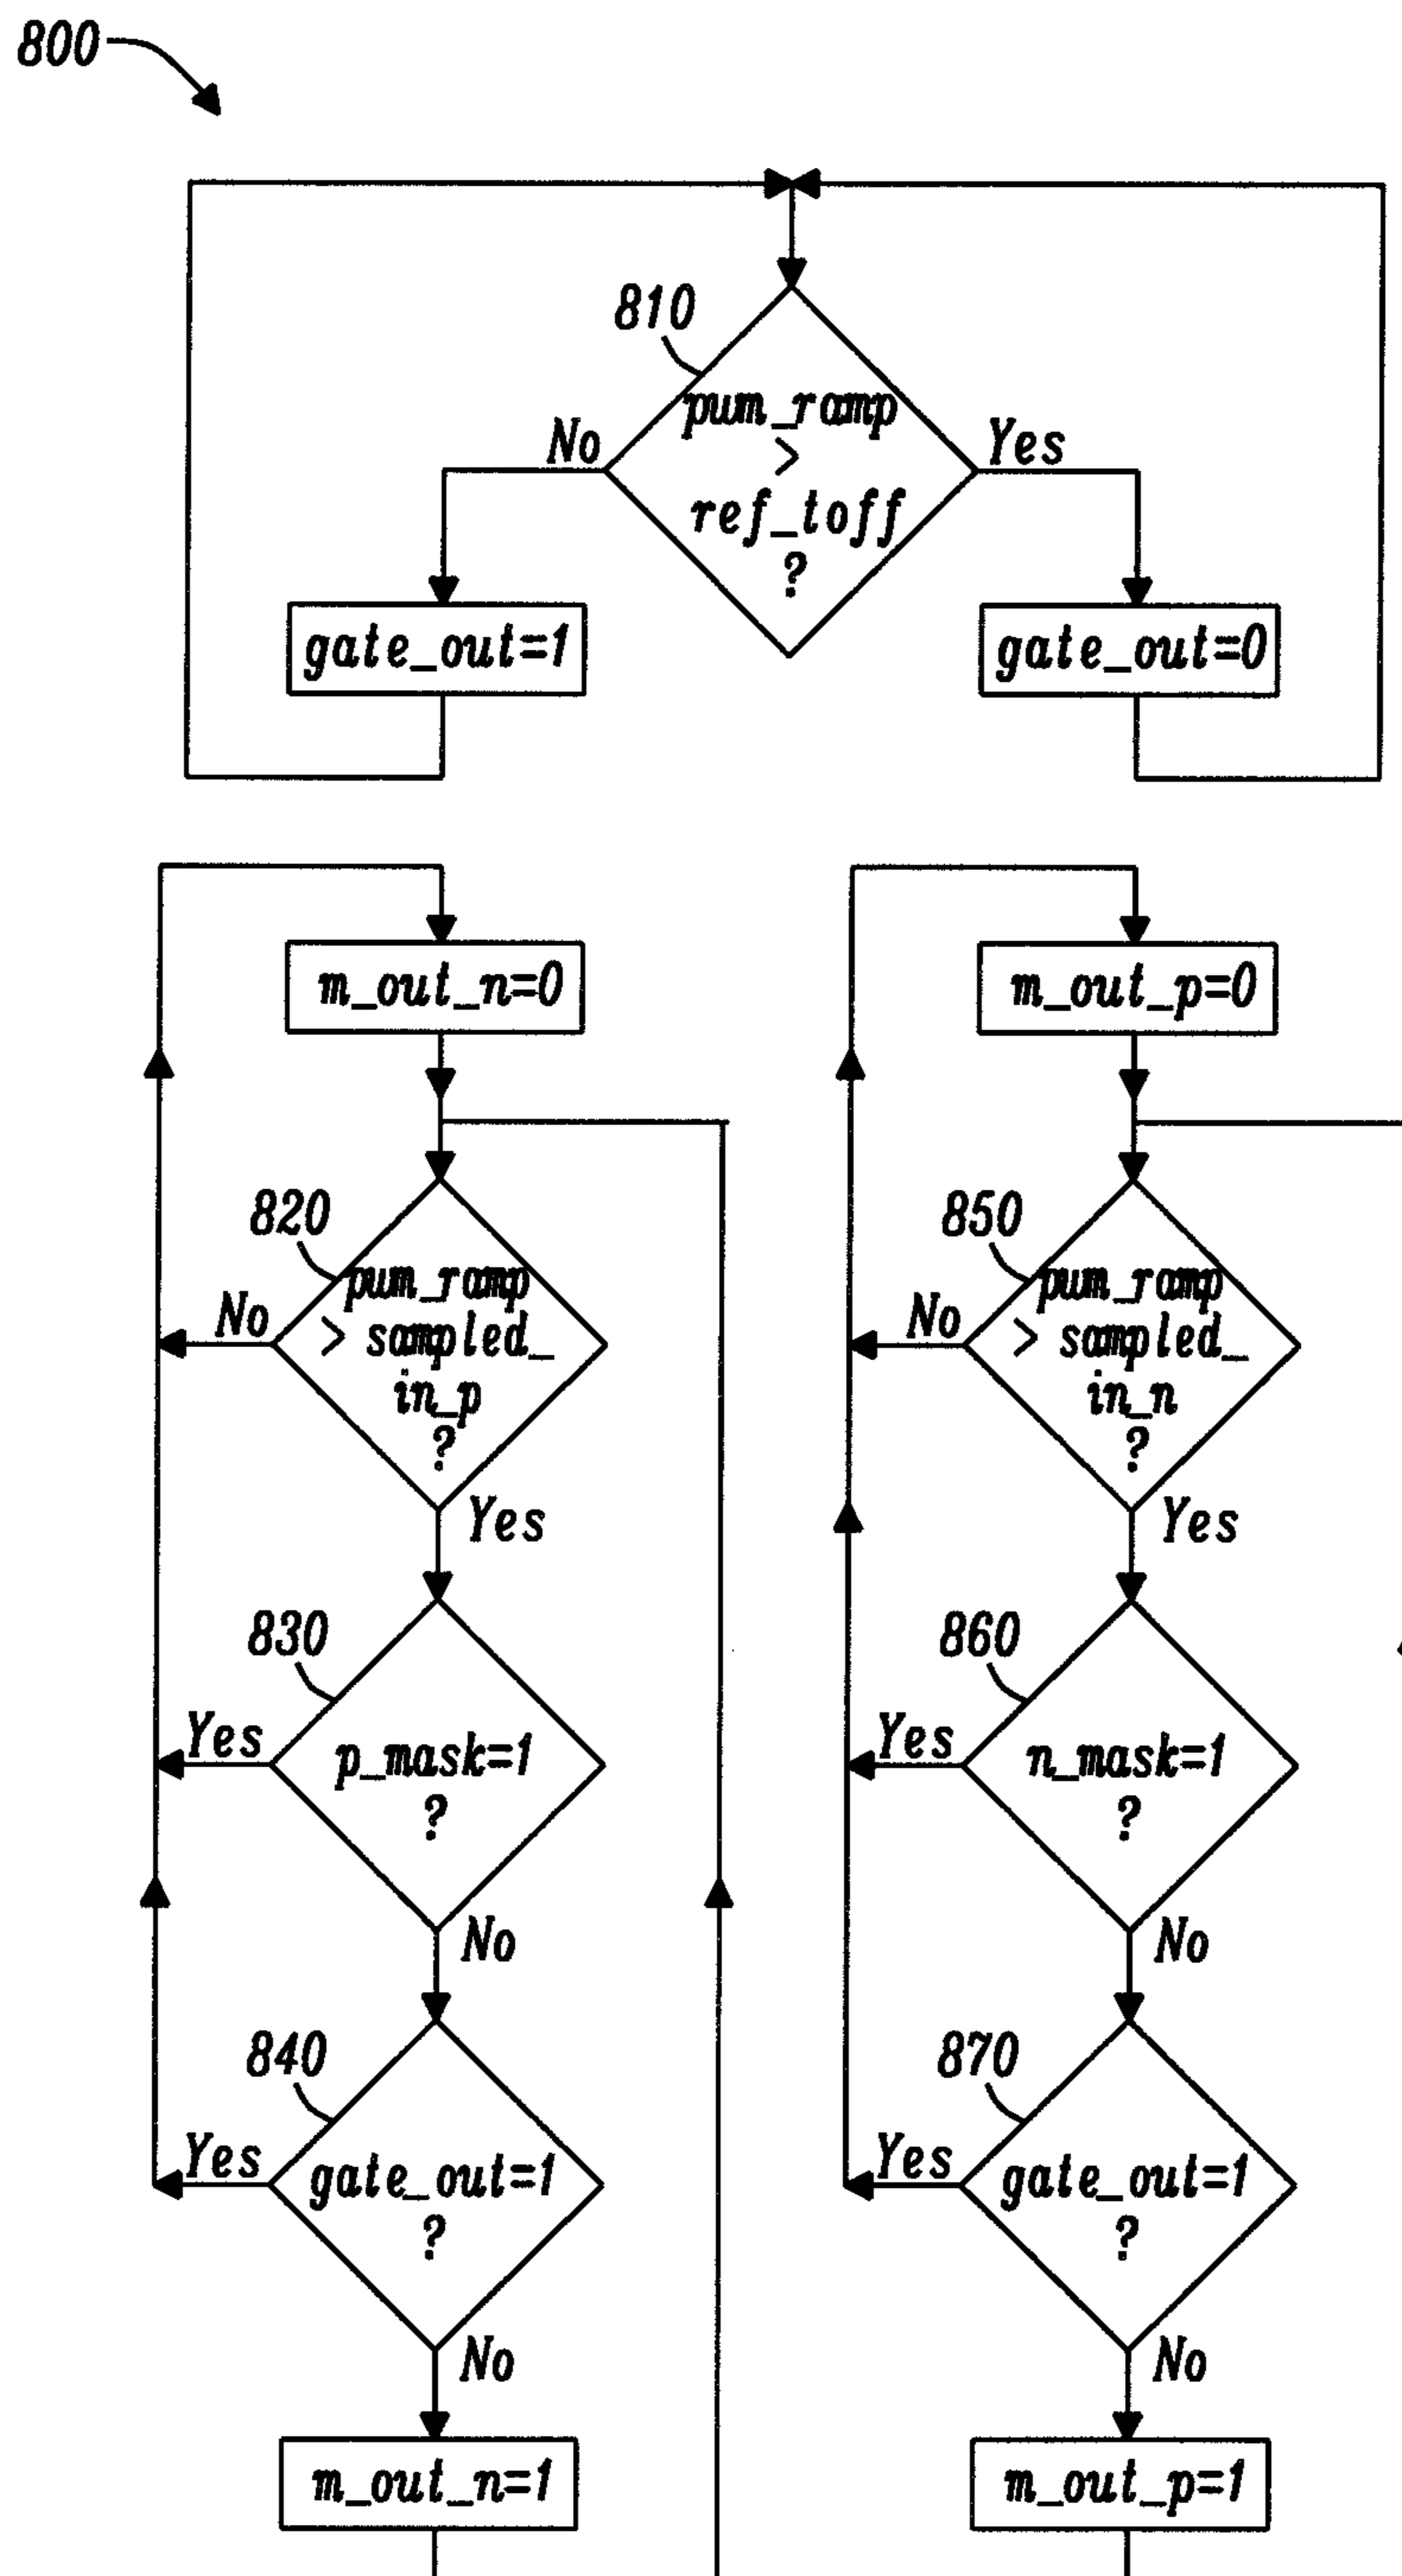 800
810
pwm_ramp
>
ref_toff
?
No
Yes
gate_out=1
gate_out=0
m_out_n=0
820
pwm_ramp
> sampled_
in_p
?
No
Yes
830
p_mask=1
?
Yes
No
840
gate_out=1
?
Yes
No
m_out_n=1
m_out_p=0
850
pwm_ramp
> sampled_
in_n
?
No
Yes
860
n_mask=1
?
Yes
No
870
gate_out=1
?
Yes
No
m_out_p=1